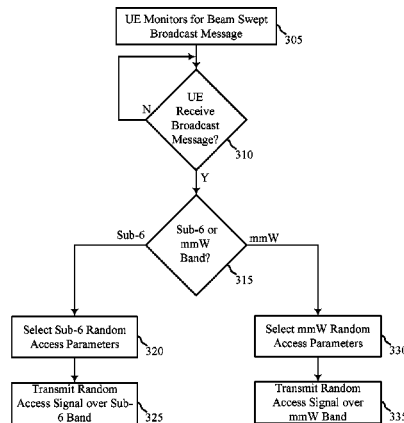 UE Monitors for Beam Swept
Broadcast Message
305
UE
Receive
Broadcast
Message?
N
310
Y
Sub-6 or
mmW
Band?
Sub-6
mmW
315
Select Sub-6 Random
Access Parameters
320
Select mmW Random
Access Parameters
330
Transmit Random
Access Signal over Sub-
6 Band
325
Transmit Random
Access Signal over
mmW Band
335